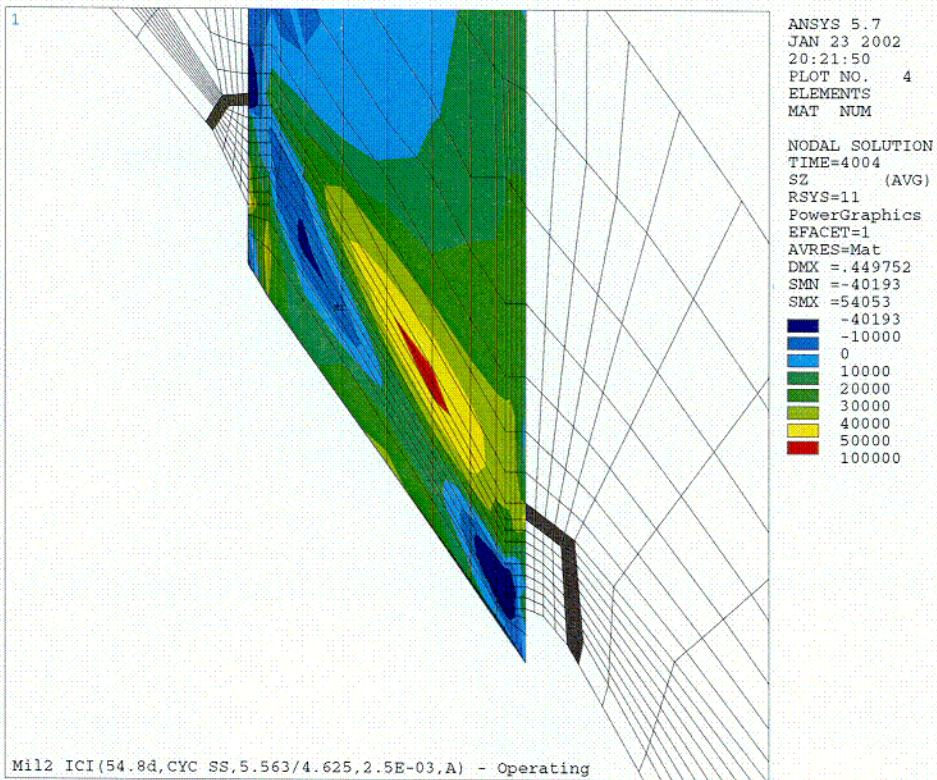 1
ANSYS 5.7
JAN 23 2002
20:21:50
PLOT NO. 4
ELEMENTS
MAT NUM
NODAL SOLUTION
TIME=4004
SZ (AVG)
RSYS=11
PowerGraphics
EFACET=1
AVRES=Mat
DMX =.449752
SMN =-40193
SMX =54053
-40193
-10000
0
10000
20000
30000
40000
50000
100000
Mil2 ICI(54.8d,CYC SS,5.563/4.625,2.5E-03,A) - Operating